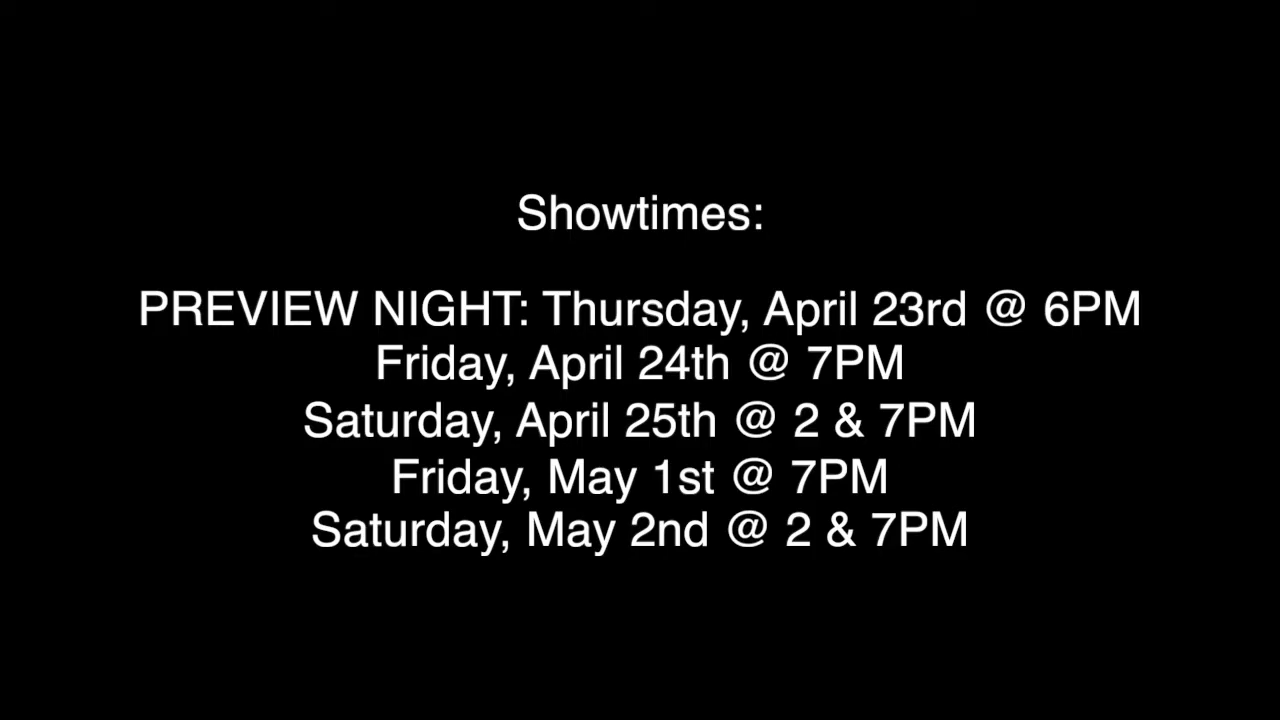 Showtimes:
PREVIEW NIGHT: Thursday, April 23rd @ 6PM
Friday, April 24th @ 7PM
Saturday, April 25th @ 2 & 7PM
Friday, May 1st @ 7PM
Saturday, May 2nd @ 2 & 7PM